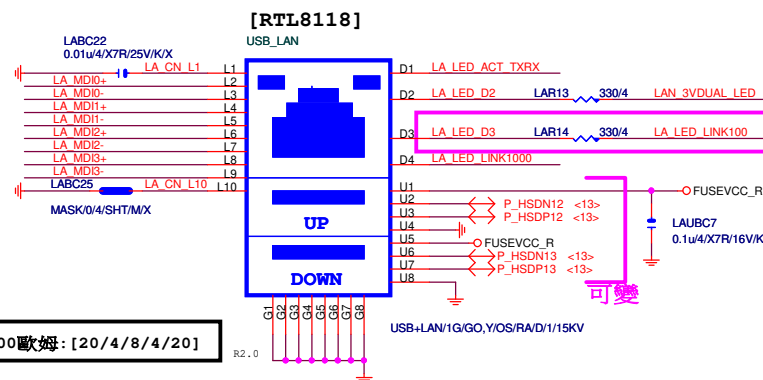 [RTL8118]
USB_LAN
LABC22
0.01u/4/X7R/25V/K/X
LA_CN_L1 L1
LA_MDI0+ L2
LA_MDI0- L3
LA_MDI1+ L4
LA_MDI1- L5
LA_MDI2+ L6
LA_MDI2- L7
LA_MDI3+ L8
LA_MDI3- L9
LABC25 LA_CN_L10 L10
MASK/0/4/SHT/M/X
UP
DOWN
D1 LA_LED_ACT_TXRX
D2 LA_LED_D2 LAR13 330/4 LAN_3VDUAL_LED
D3 LA_LED_D3 LAR14 330/4 LA_LED_LINK100
D4 LA_LED_LINK1000
U1 FUSEVCC_R
U2 P_HSDN12 <13>
U3 P_HSDP12 <13>
U4
U5 FUSEVCC_R
U6 P_HSDN13 <13>
U7 P_HSDP13 <13>
U8
LAUBC7
0.1u/4/X7R/16V/K
可變
G1 G2 G3 G4 G5 G6 G7 G8
USB+LAN/1G/GO,Y/OS/RA/D/1/15KV
00歐姆:[20/4/8/4/20]
R2.0